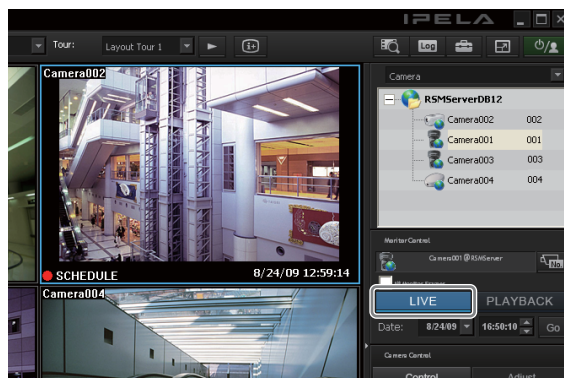 IPELA
Tour: Layout Tour 1
Log
Camera002
SCHEDULE 8/24/09 12:59:14
Camera004
Camera
RSMServerDB12
Camera002 002
Camera001 001
Camera003 003
Camera004 004
Monitor Control
Camera001@RSMServer
No.
LIVE PLAYBACK
Date: 8/24/09 16:50:10 Go
Camera Control
Control Adjust